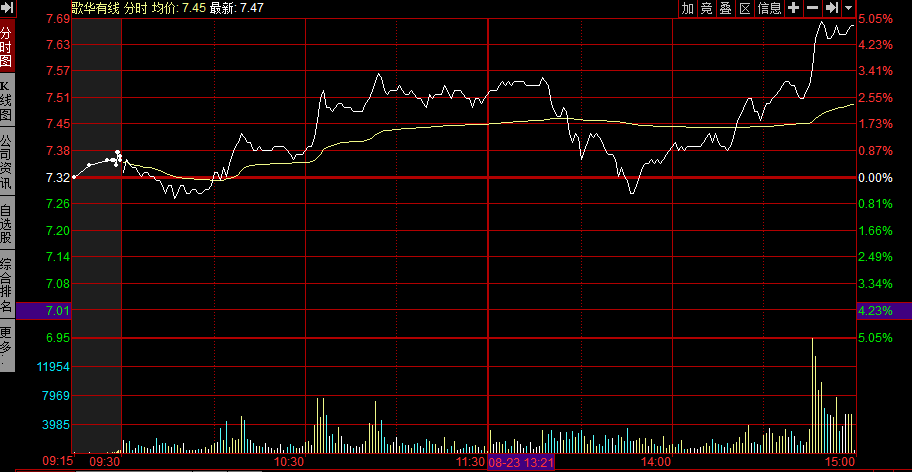 歌华有线 分时 均价: 7.45 最新: 7.47
加 竞 叠 区 信息
分时图
K线图
公司资讯
自选股
综合排名
更多
7.69 5.05%
7.63 4.23%
7.57 3.41%
7.51 2.55%
7.45 1.73%
7.38 0.87%
7.32 0.00%
7.26 0.81%
7.20 1.66%
7.14 2.49%
7.08 3.34%
7.01 4.23%
6.95 5.05%
11954
7969
3985
09:15 09:30 10:30 11:30 08-23 13:21 14:00 15:00